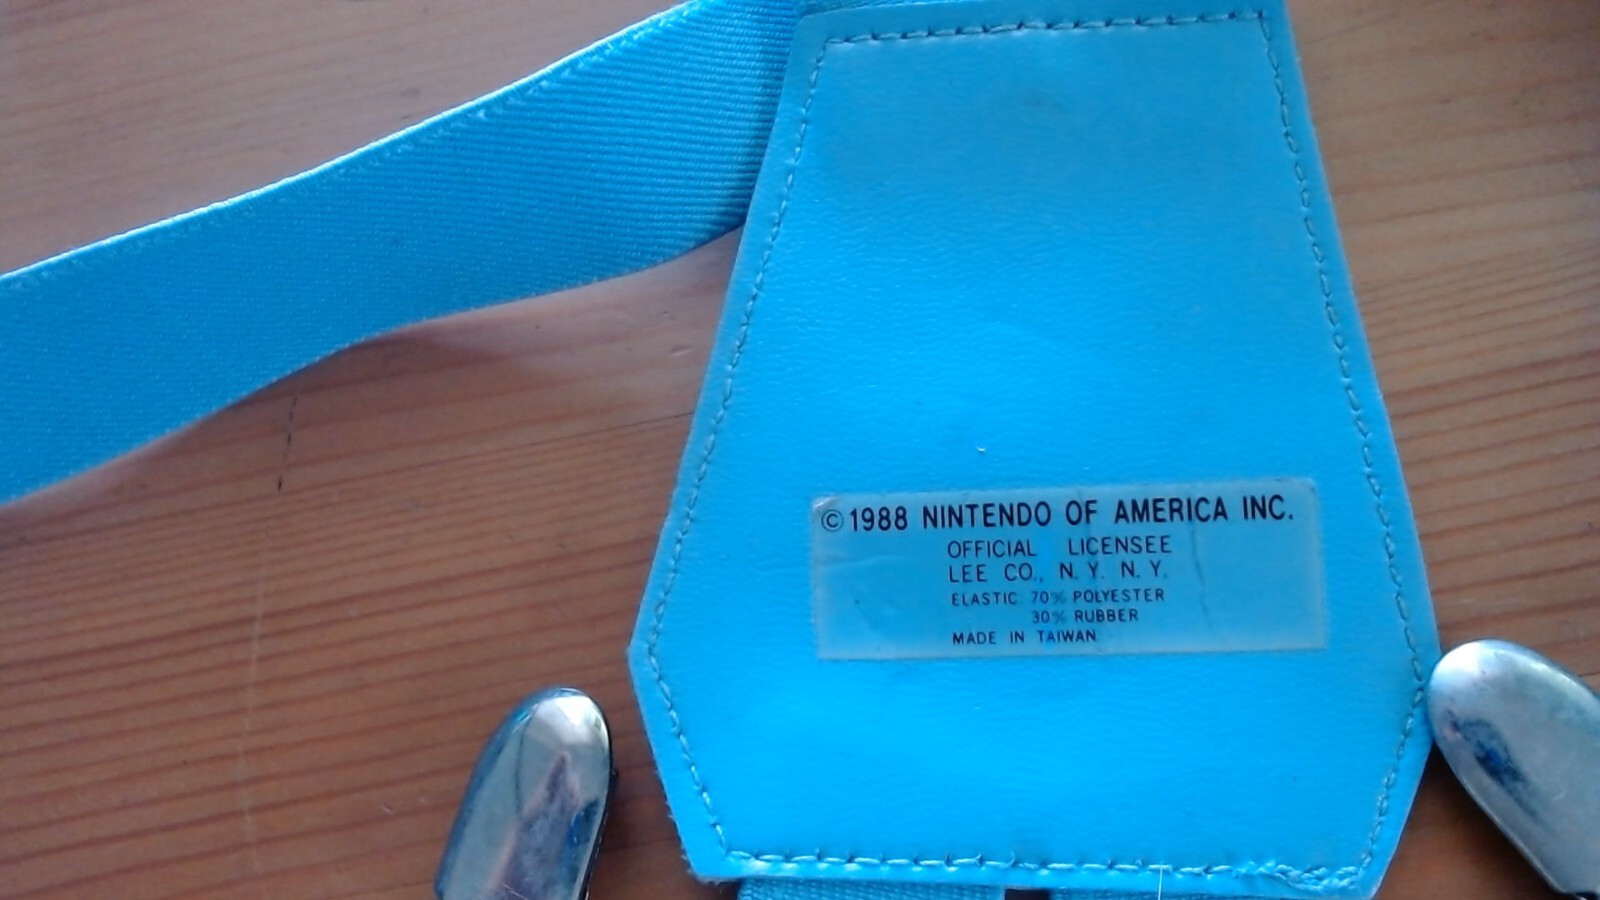 © 1988 NINTENDO OF AMERICA INC.
OFFICIAL LICENSEE
LEE CO., N.Y. N.Y.
ELASTIC: 70% POLYESTER
30% RUBBER
MADE IN TAIWAN